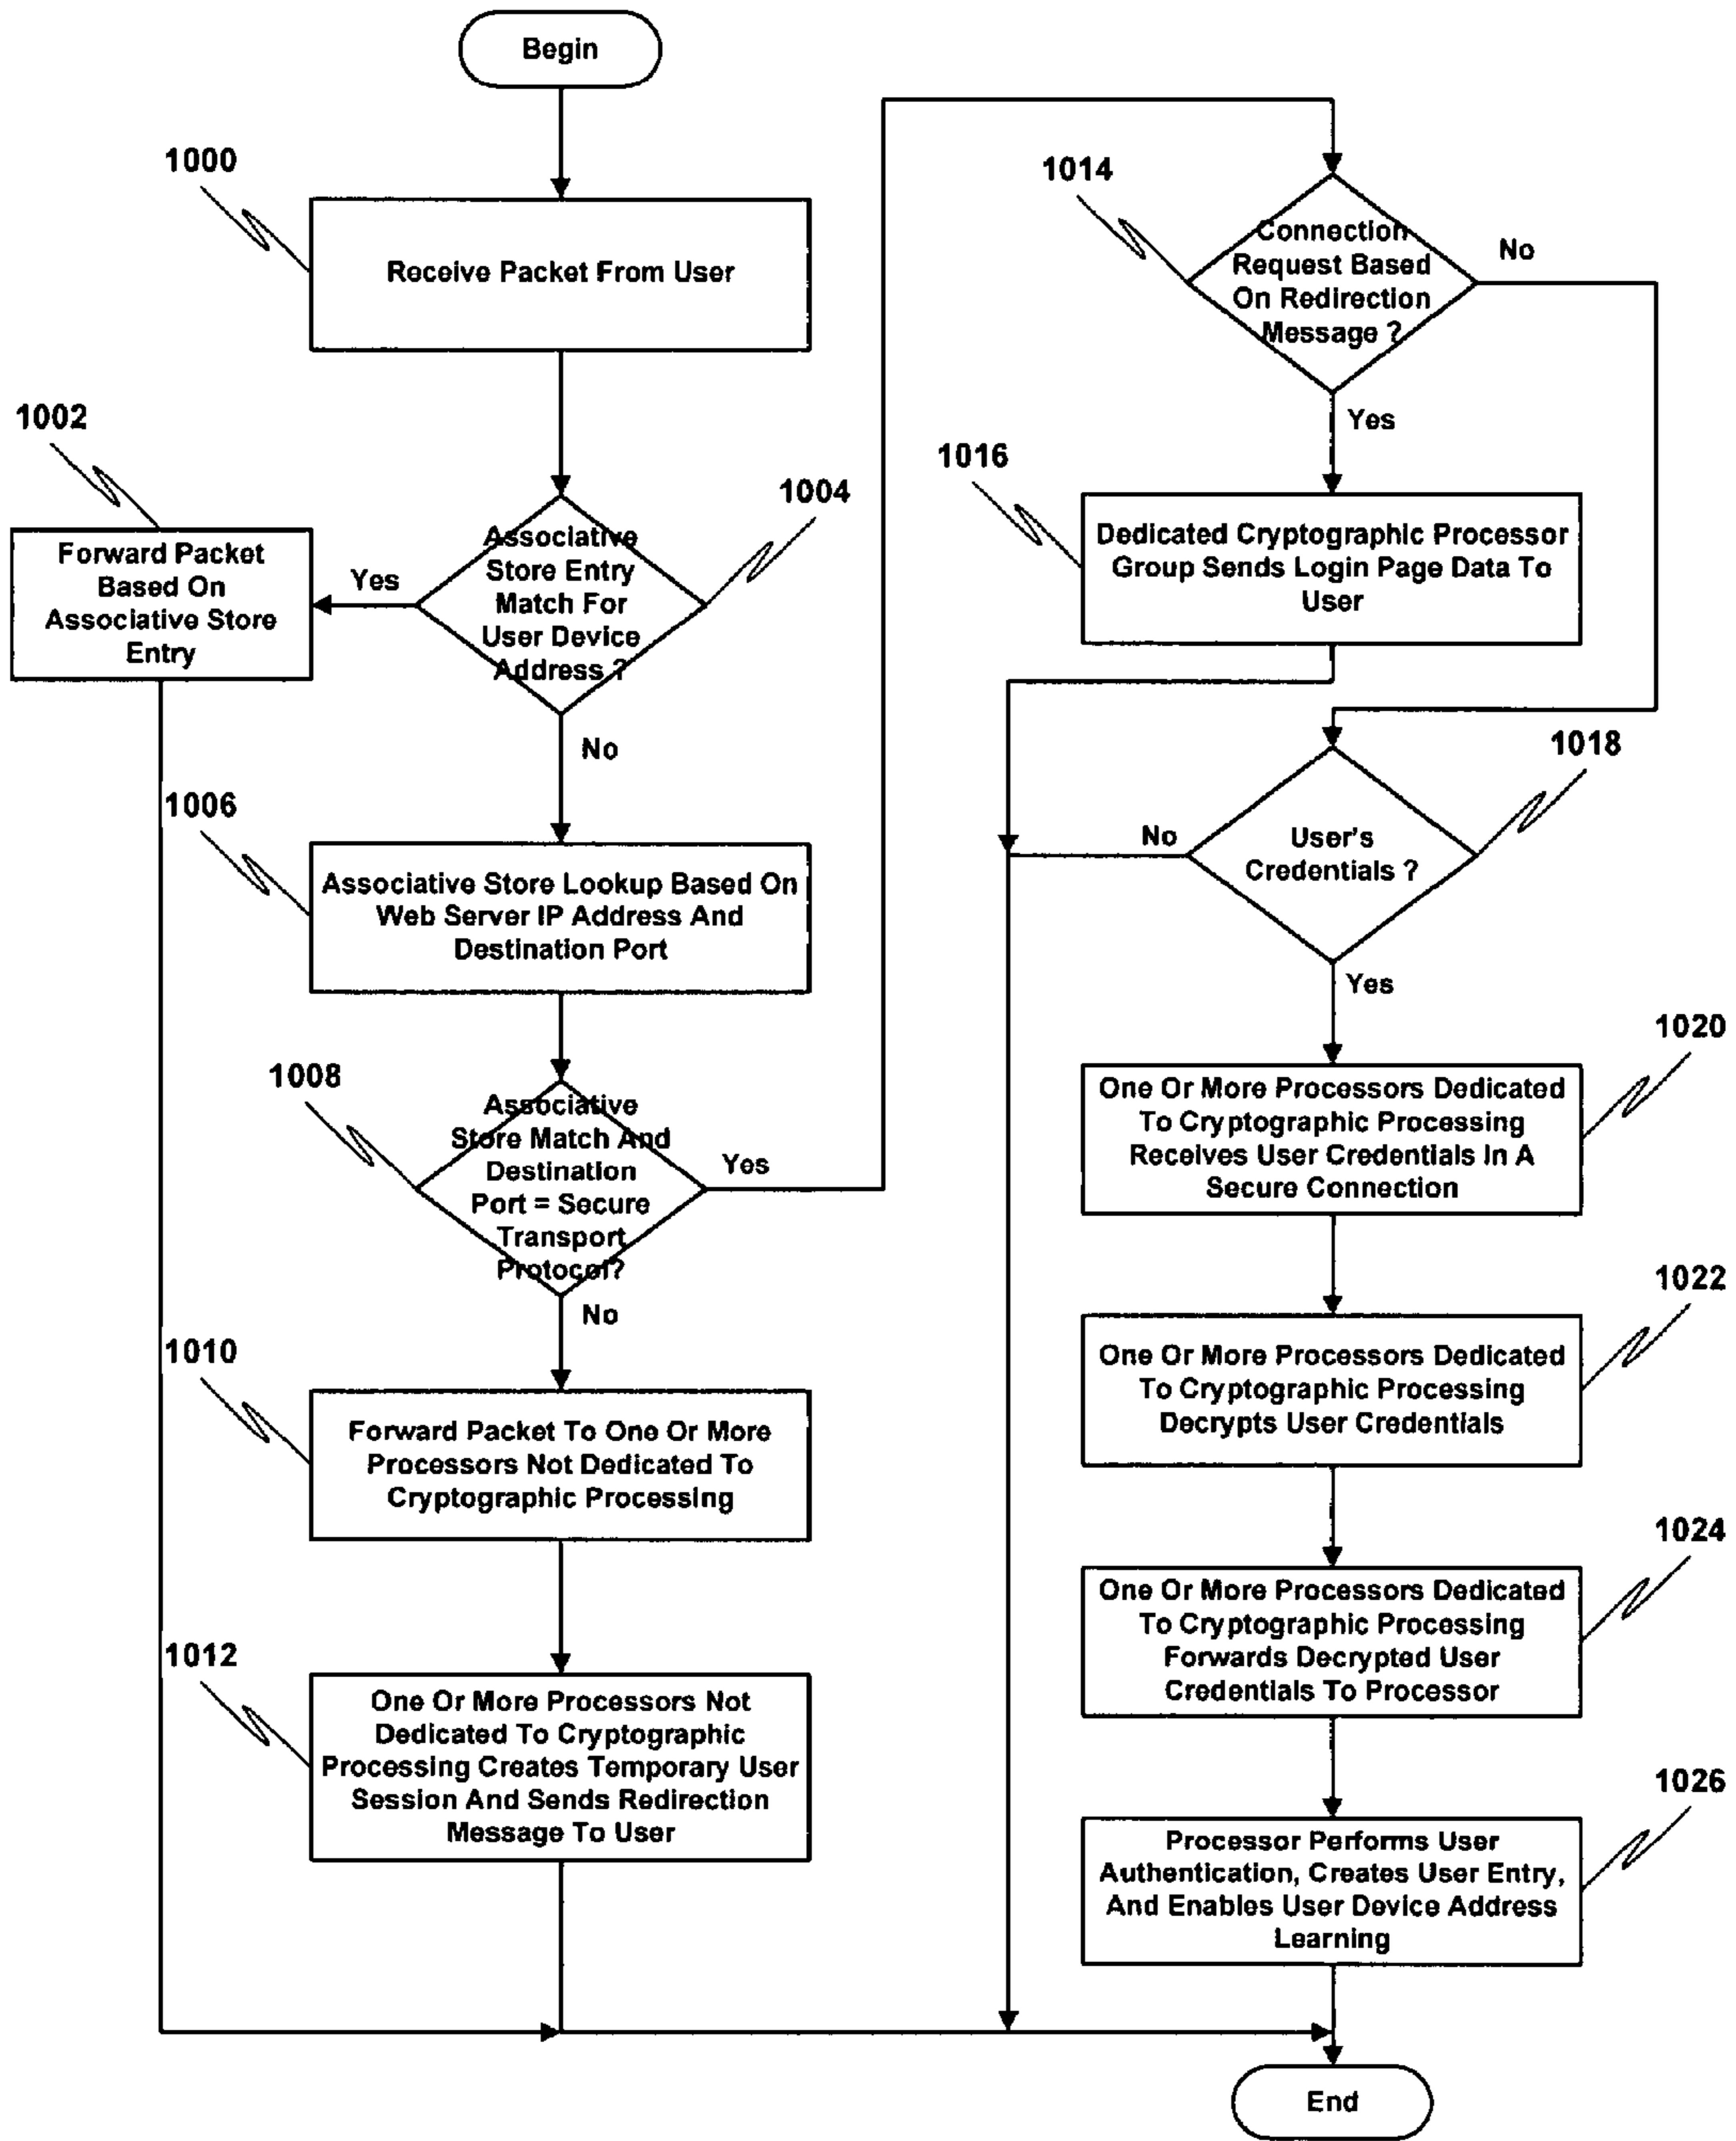 Begin
1000
Receive Packet From User
1002
Forward Packet
Based On
Associative Store
Entry
Yes
1004
Associative
Store Entry
Match For
User Device
Address ?
No
1006
Associative Store Lookup Based On
Web Server IP Address And
Destination Port
1008
Associative
Store Match And
Destination
Port = Secure
Transport
Protocol?
Yes
No
1010
Forward Packet To One Or More
Processors Not Dedicated To
Cryptographic Processing
1012
One Or More Processors Not
Dedicated To Cryptographic
Processing Creates Temporary User
Session And Sends Redirection
Message To User
1014
Connection
Request Based
On Redirection
Message ?
No
Yes
1016
Dedicated Cryptographic Processor
Group Sends Login Page Data To
User
1018
No
User's
Credentials ?
Yes
1020
One Or More Processors Dedicated
To Cryptographic Processing
Receives User Credentials In A
Secure Connection
1022
One Or More Processors Dedicated
To Cryptographic Processing
Decrypts User Credentials
1024
One Or More Processors Dedicated
To Cryptographic Processing
Forwards Decrypted User
Credentials To Processor
1026
Processor Performs User
Authentication, Creates User Entry,
And Enables User Device Address
Learning
End